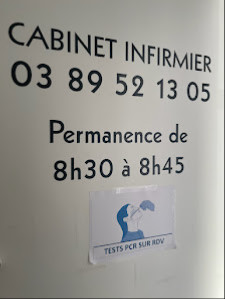 CABINET INFIRMIER
03 89 52 13 05
Permanence de
8h30 à 8h45
TESTS PCR SUR RDV